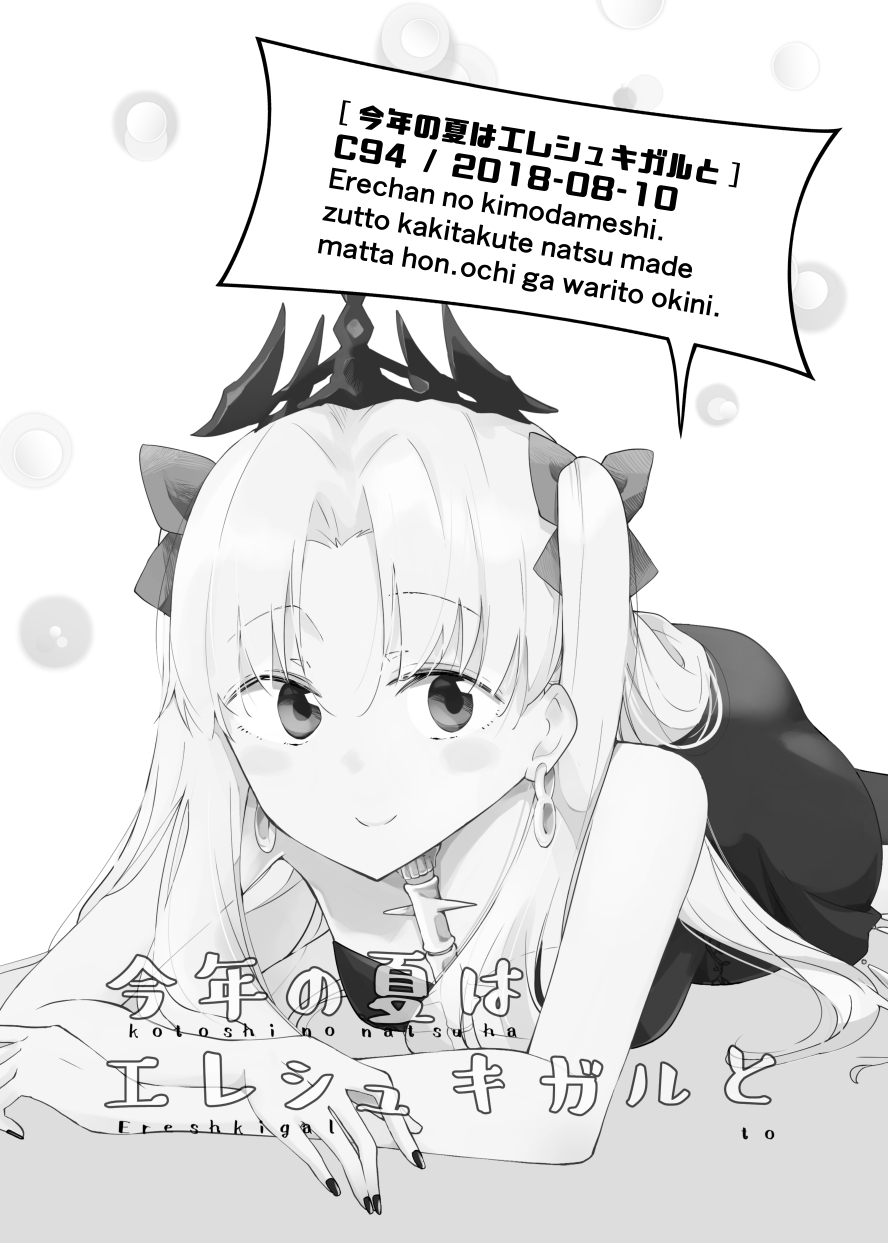 [ 今年の夏はエレシュキガルと ]
C94 / 2018-08-10
Erechan no kimodameshi.
zutto kakitakute natsu made
matta hon.ochi ga warito okini.
今年の夏は
kotoshi no natsu ha
エレシュキガルと
Ereshkigal to